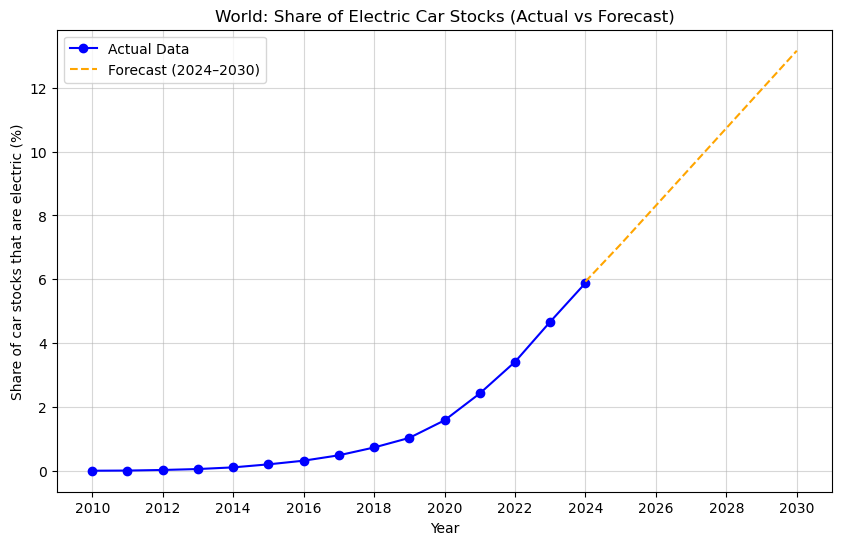 World: Share of Electric Car Stocks (Actual vs Forecast)
Actual Data
Forecast (2024–2030)
Share of car stocks that are electric (%)
12
10
8
6
4
2
0
2010 2012 2014 2016 2018 2020 2022 2024 2026 2028 2030
Year